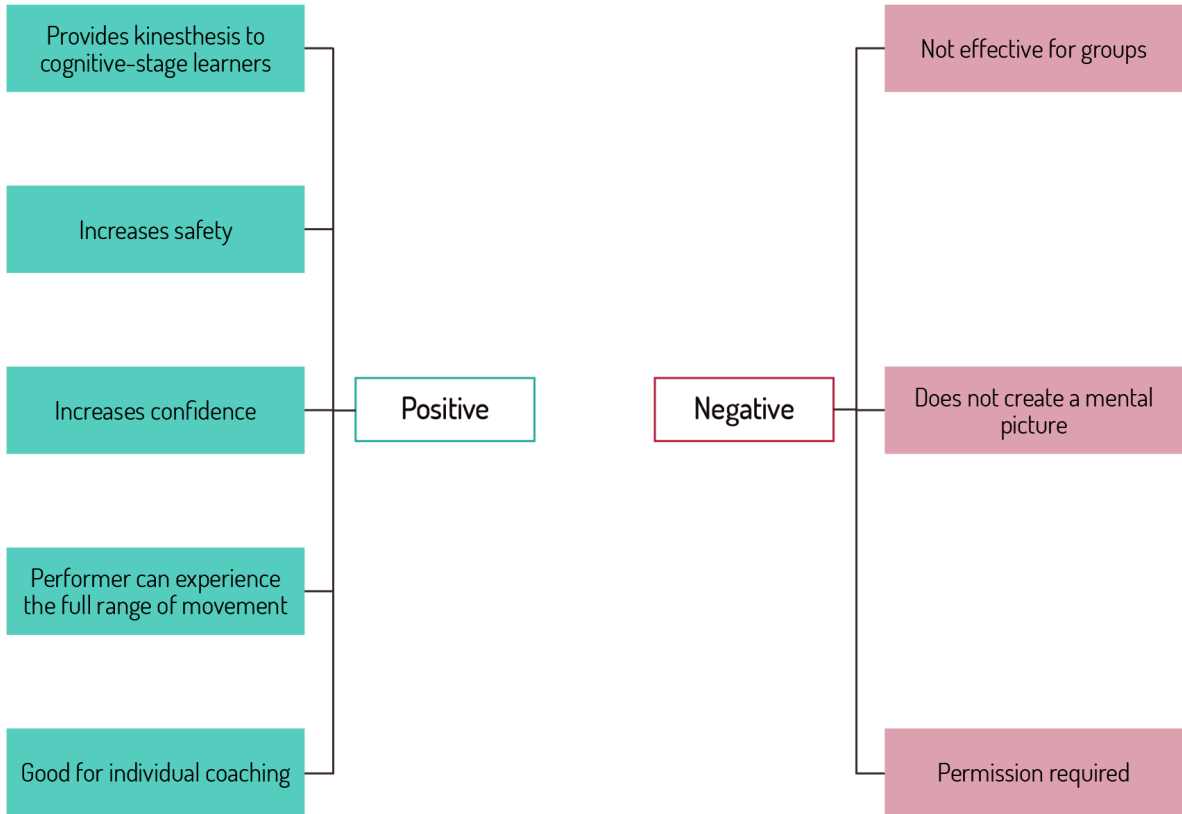 Provides kinesthesis to
cognitive-stage learners
Increases safety
Increases confidence
Performer can experience
the full range of movement
Good for individual coaching
Positive
Negative
Not effective for groups
Does not create a mental
picture
Permission required